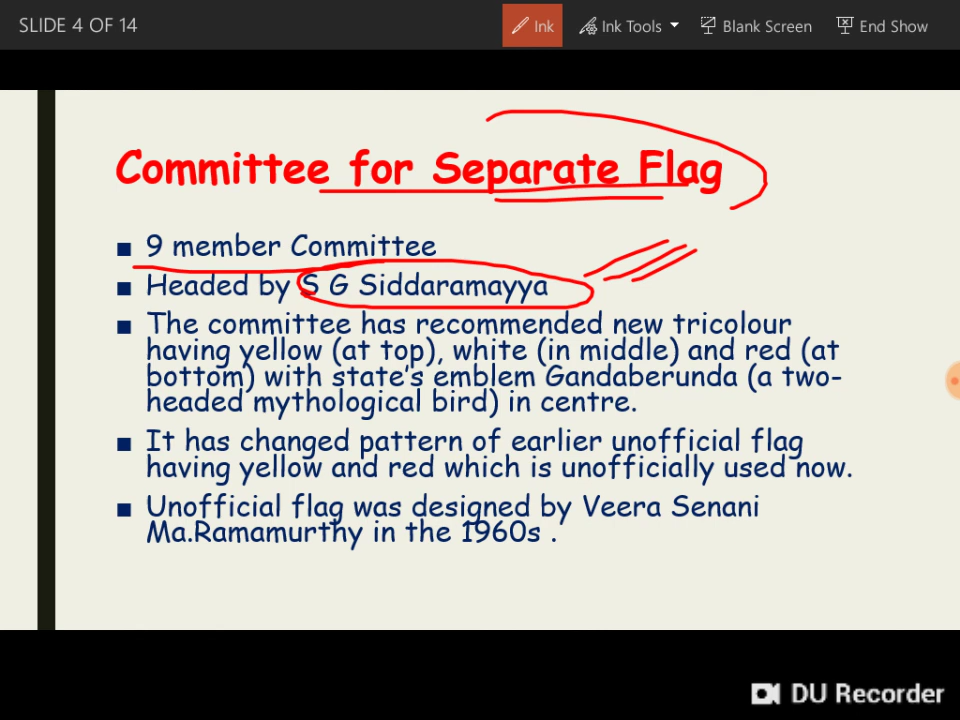 SLIDE 4 OF 14
Ink
Ink Tools
Blank Screen
End Show
Committee for Separate Flag
■ 9 member Committee
■ Headed by S G Siddaramayya
■ The committee has recommended new tricolour
having yellow (at top), white (in middle) and red (at
bottom) with state's emblem Gandaberunda (a two-
headed mythological bird) in centre.
■ It has changed pattern of earlier unofficial flag
having yellow and red which is unofficially used now.
■ Unofficial flag was designed by Veera Senani
Ma.Ramamurthy in the 1960s .
DU Recorder